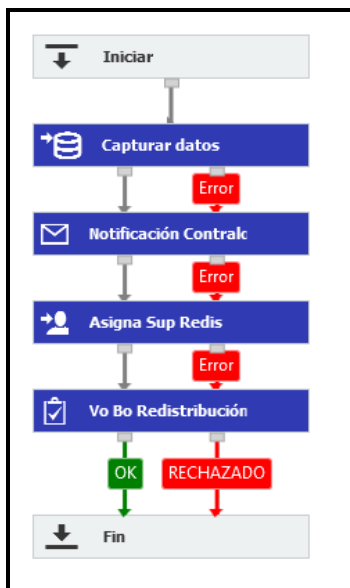 Iniciar
Capturar datos
Error
Notificación Contralc
Error
Asigna Sup Redis
Error
Vo Bo Redistribución
OK RECHAZADO
Fin